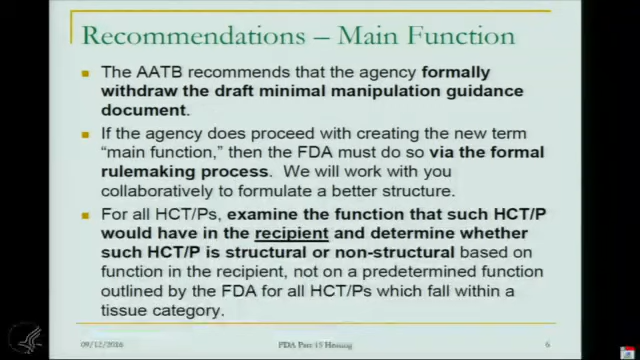 Recommendations – Main Function
The AATB recommends that the agency formally
withdraw the draft minimal manipulation guidance
document.
If the agency does proceed with creating the new term
"main function," then the FDA must do so via the formal
rulemaking process. We will work with you
collaboratively to formulate a better structure.
For all HCT/Ps, examine the function that such HCT/P
would have in the recipient and determine whether
such HCT/P is structural or non-structural based on
function in the recipient, not on a predetermined function
outlined by the FDA for all HCT/Ps which fall within a
tissue category.
09/12/2016 FDA Part 15 Hearing 6